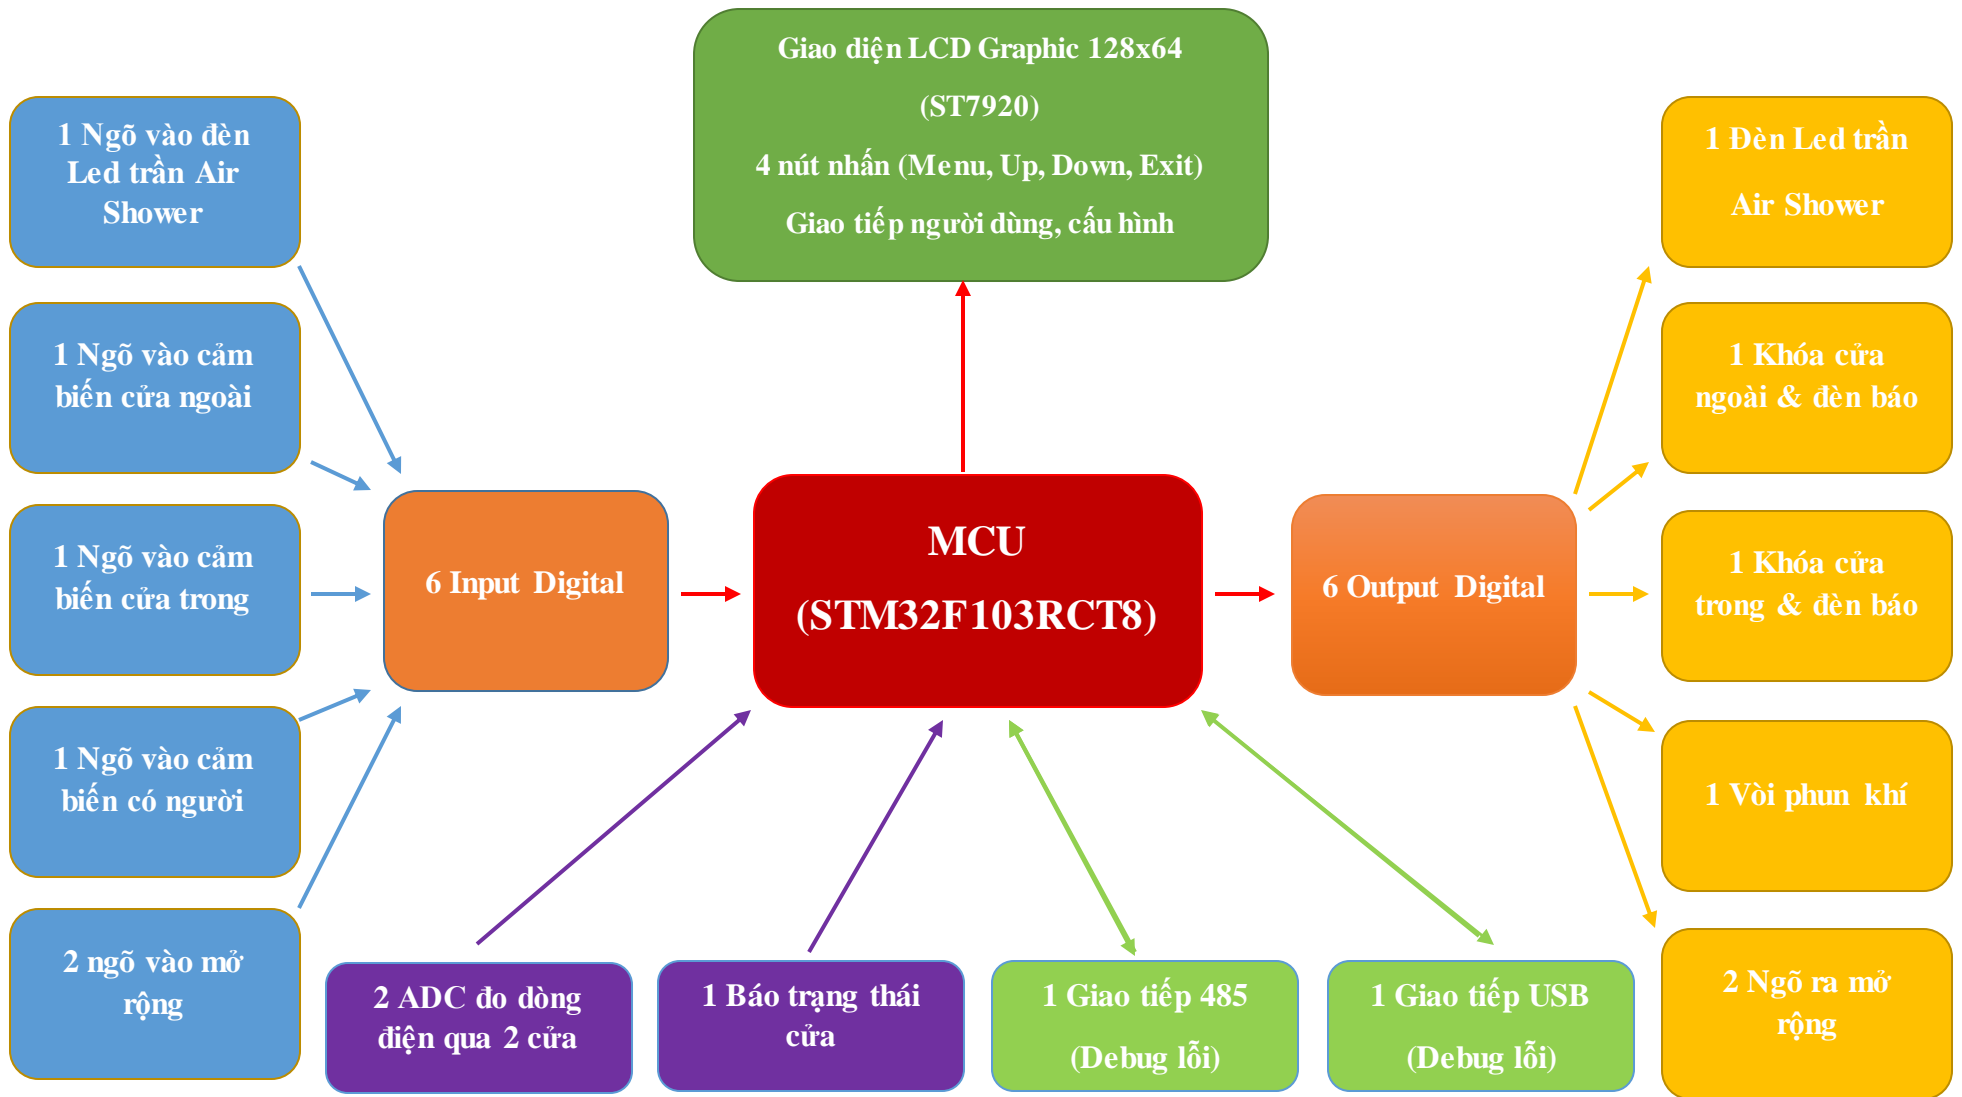 Giao diện LCD Graphic 128x64
(ST7920)
4 nút nhấn (Menu, Up, Down, Exit)
Giao tiếp người dùng, cấu hình
1 Ngõ vào đèn
Led trần Air
Shower
1 Ngõ vào cảm
biến cửa ngoài
1 Ngõ vào cảm
biến cửa trong
1 Ngõ vào cảm
biến có người
2 ngõ vào mở
rộng
6 Input Digital
MCU
(STM32F103RCT8)
6 Output Digital
1 Đèn Led trần
Air Shower
1 Khóa cửa
ngoài & đèn báo
1 Khóa cửa
trong & đèn báo
1 Vòi phun khí
2 Ngõ ra mở
rộng
2 ADC đo dòng
điện qua 2 cửa
1 Báo trạng thái
cửa
1 Giao tiếp 485
(Debug lỗi)
1 Giao tiếp USB
(Debug lỗi)